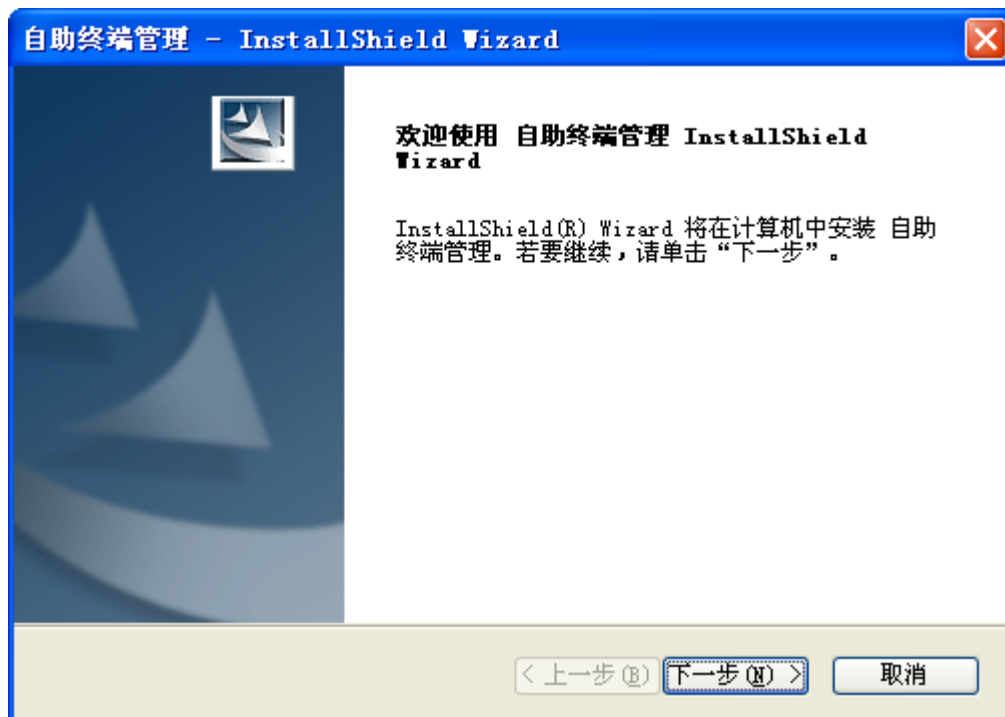 自助终端管理 - InstallShield Wizard
欢迎使用 自助终端管理 InstallShield
Wizard
InstallShield(R) Wizard 将在计算机中安装 自助
终端管理。若要继续，请单击“下一步”。
< 上一步(B) 下一步(N) > 取消